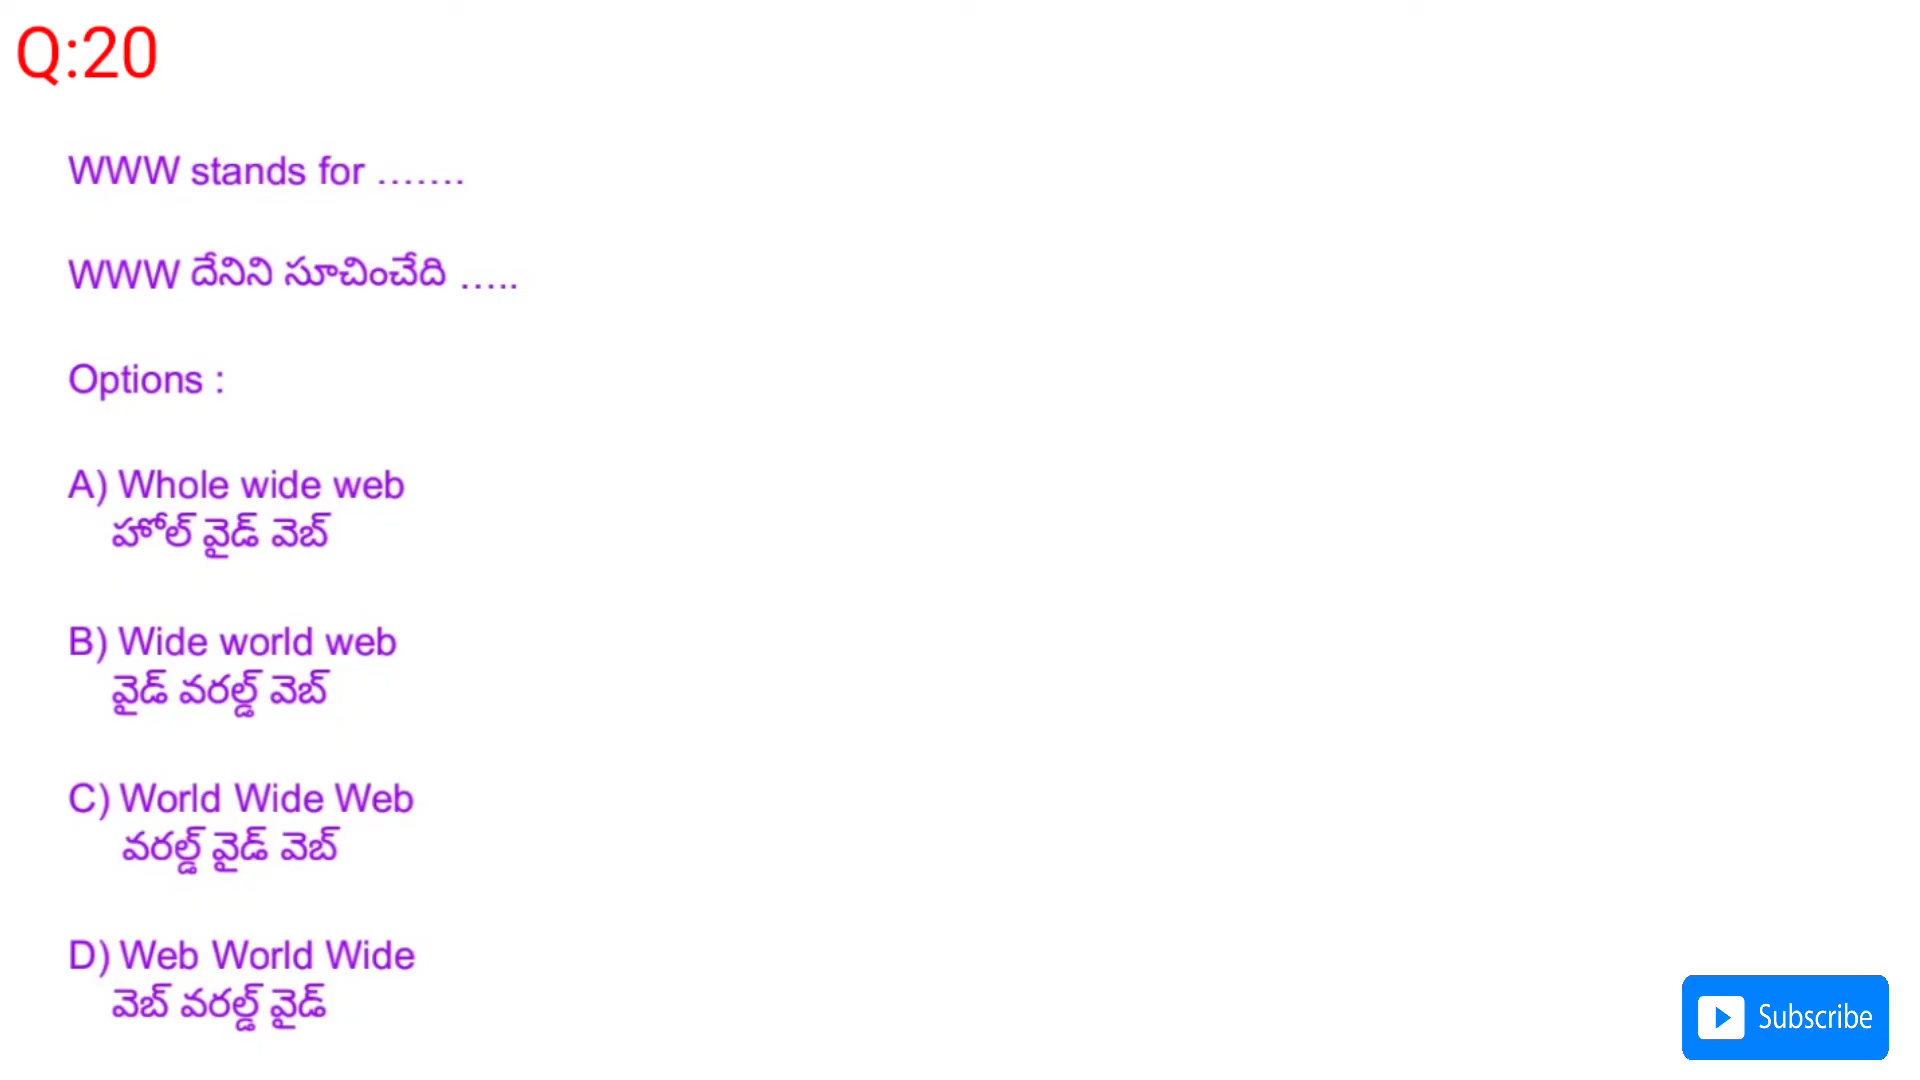 Q:20
WWW stands for .......
WWW దేనిని సూచించేది .....
Options :
A) Whole wide web
హోల్ వైడ్ వెబ్
B) Wide world web
వైడ్ వరల్డ్ వెబ్
C) World Wide Web
వరల్డ్ వైడ్ వెబ్
D) Web World Wide
వెబ్ వరల్డ్ వైడ్
Subscribe